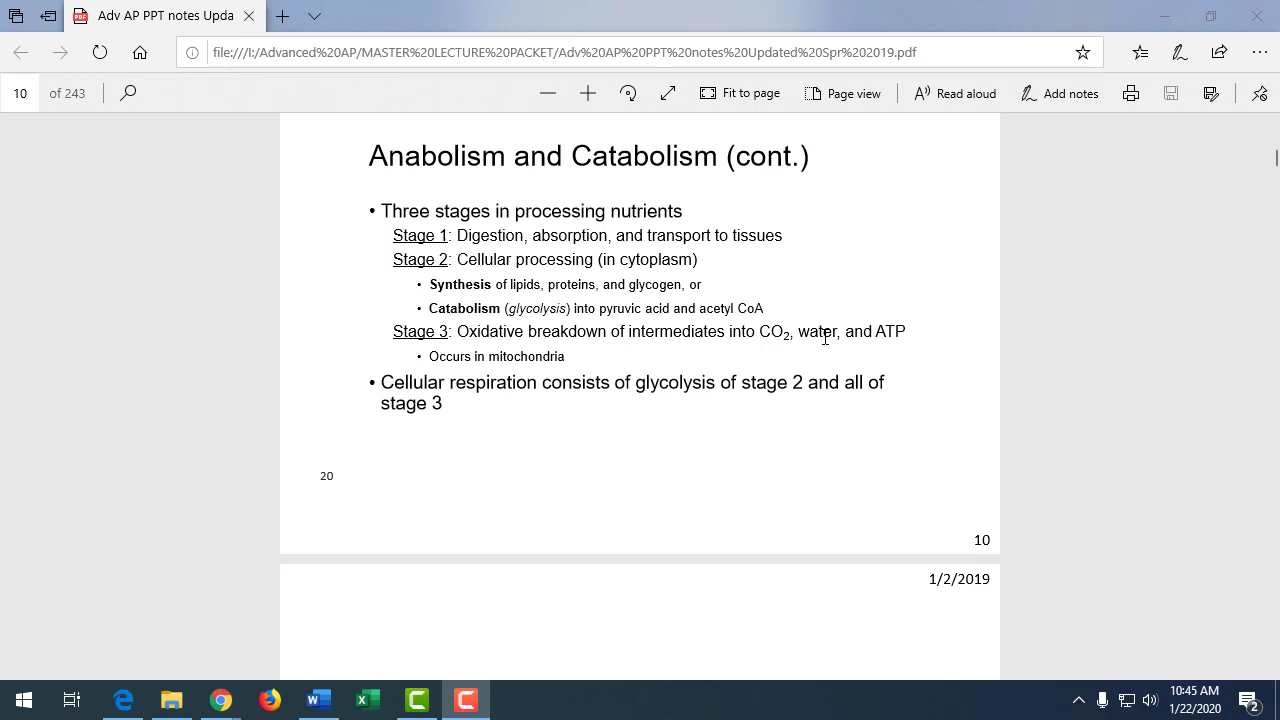 Adv AP PPT notes Upda
file:///I:/Advanced%20AP/MASTER%20LECTURE%20PACKET/Adv%20AP%20PPT%20notes%20Updated%20Spr%202019.pdf
10 of 243 Fit to page Page view Read aloud Add notes
Anabolism and Catabolism (cont.)
• Three stages in processing nutrients
Stage 1: Digestion, absorption, and transport to tissues
Stage 2: Cellular processing (in cytoplasm)
• Synthesis of lipids, proteins, and glycogen, or
• Catabolism (glycolysis) into pyruvic acid and acetyl CoA
Stage 3: Oxidative breakdown of intermediates into CO₂, water, and ATP
• Occurs in mitochondria
• Cellular respiration consists of glycolysis of stage 2 and all of
stage 3
20
10
1/2/2019
10:45 AM
1/22/2020
2